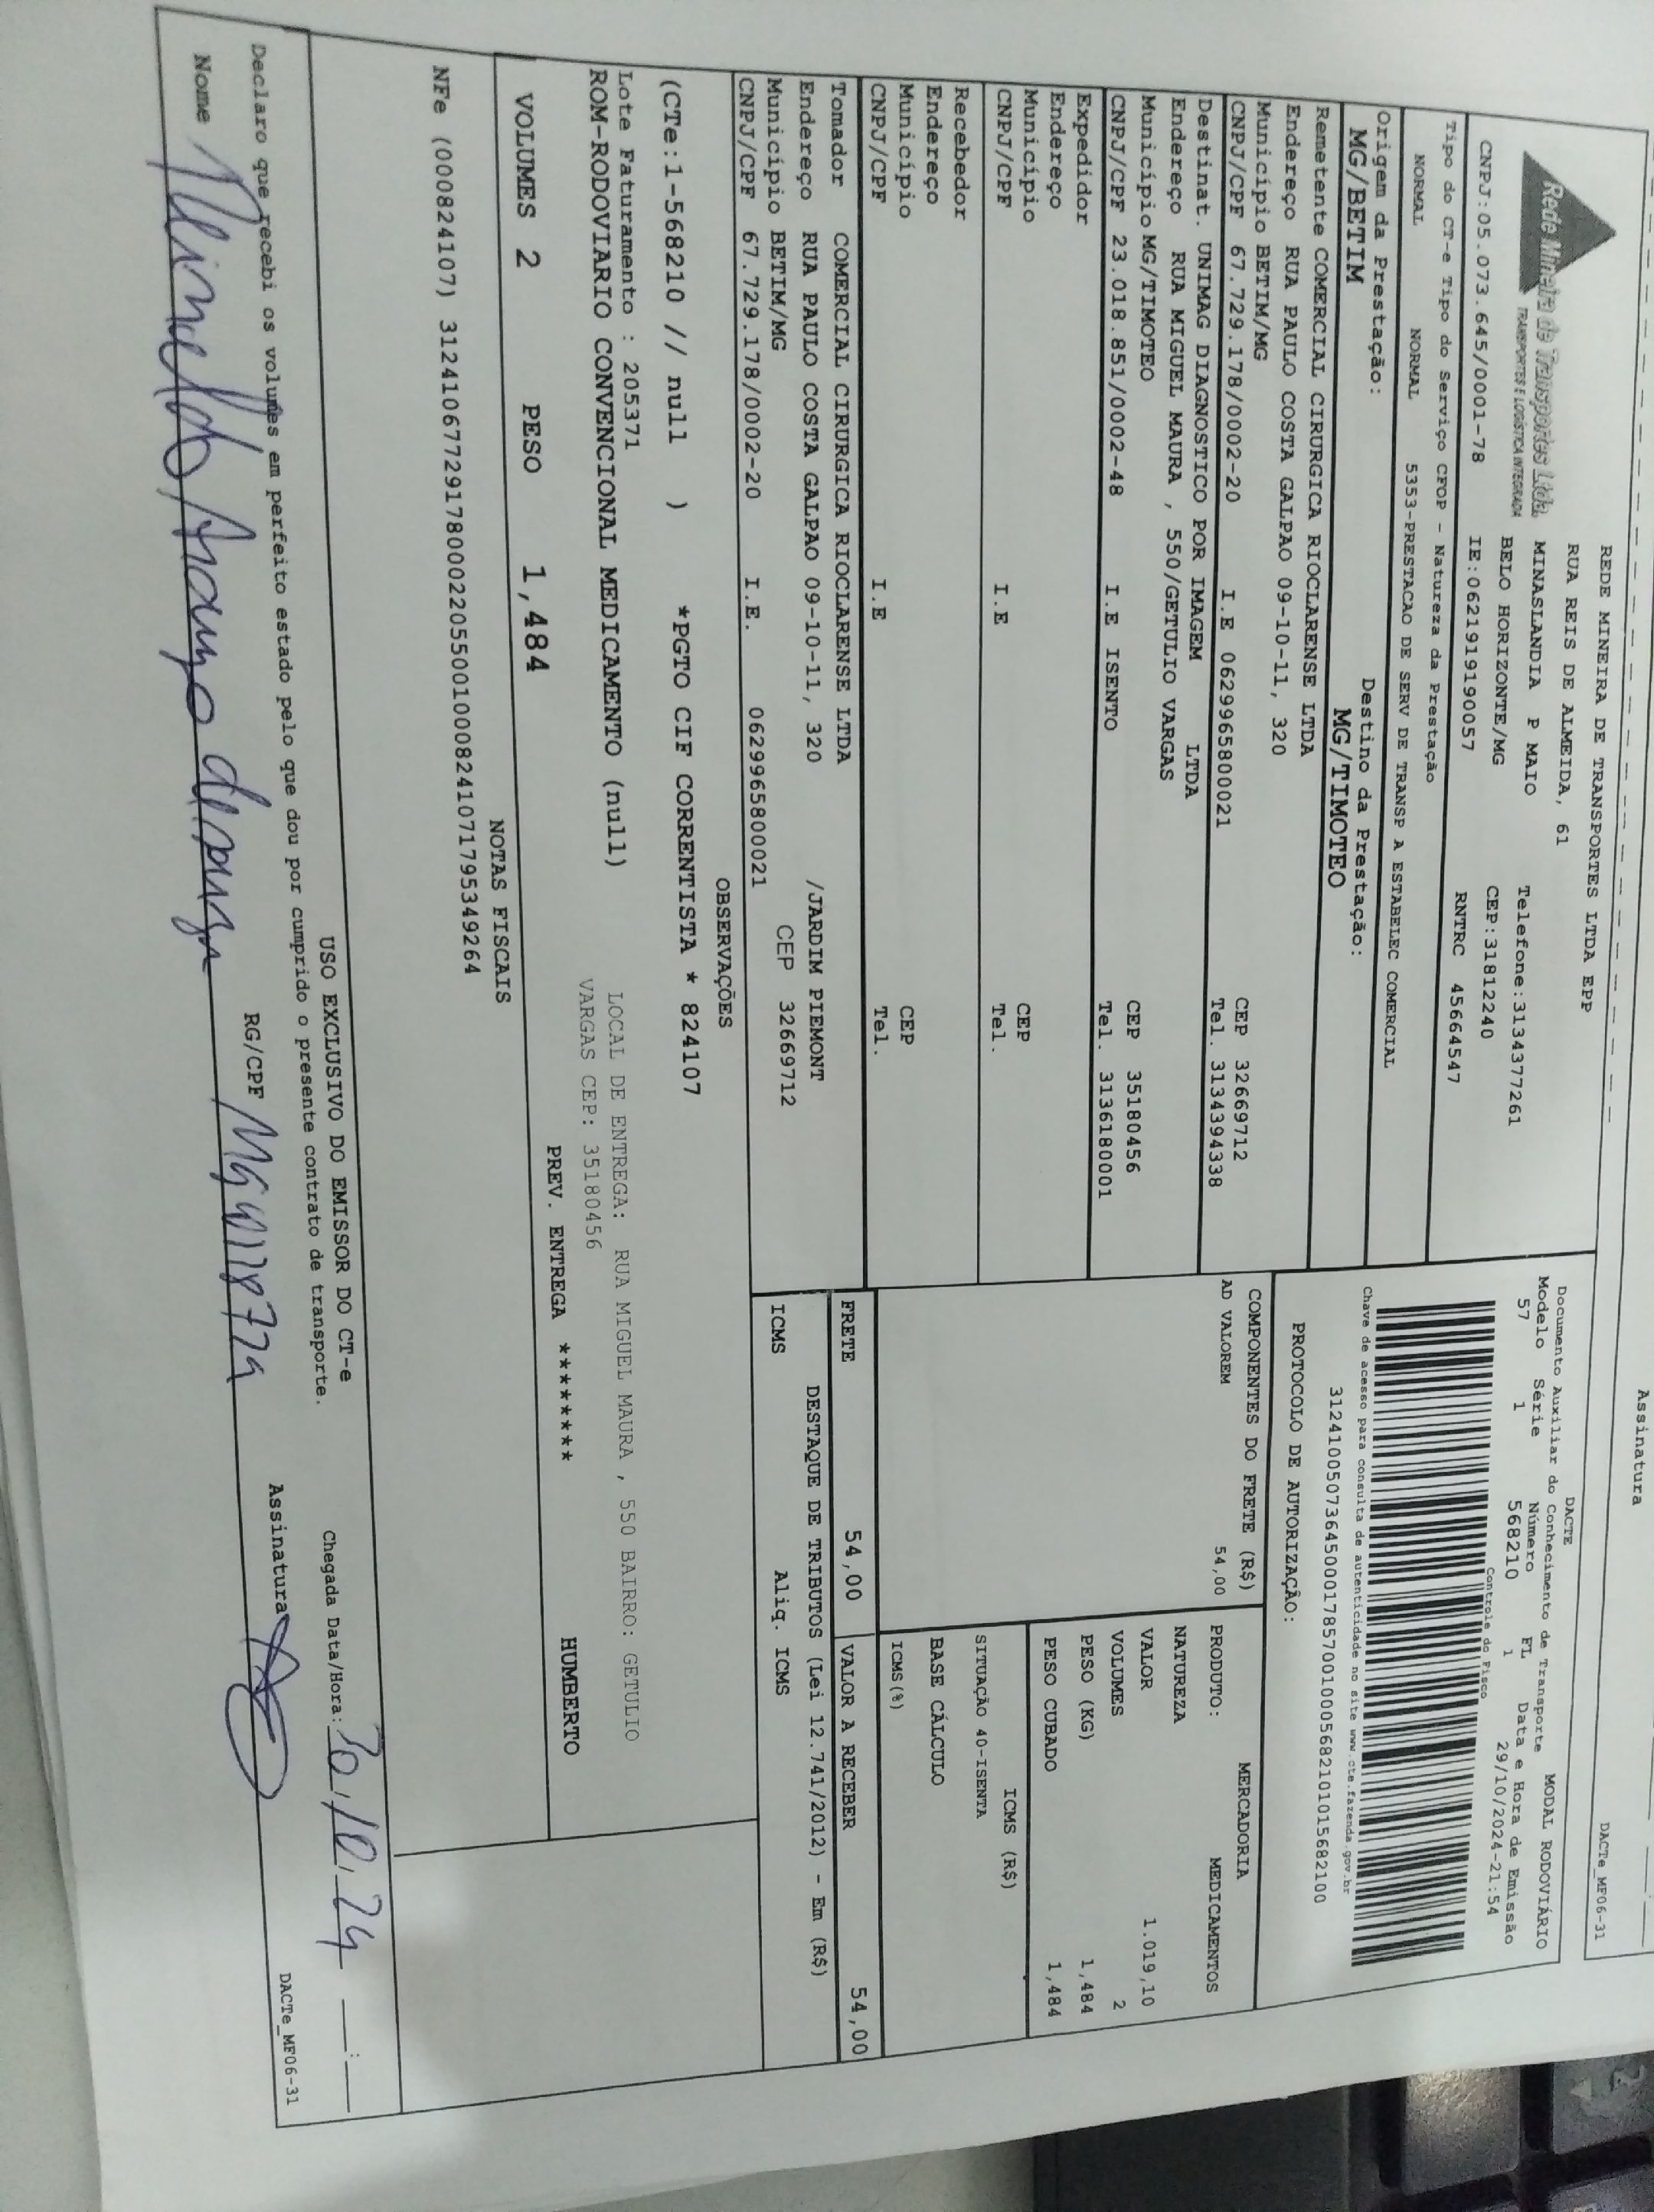 Assinatura
DACTe_MF06-31
Rede Mineira de Transportes Ltda.
TRANSPORTES E LOGÍSTICA INTEGRADA
REDE MINEIRA DE TRANSPORTES LTDA EPP
RUA REIS DE ALMEIDA, 61
MINASLANDIA P MAIO Telefone:3134377261
BELO HORIZONTE/MG CEP:31812240
CNPJ:05.073.645/0001-78 IE:0621919190057 RNTRC 45664547
DACTE
Documento Auxiliar do Conhecimento de Transporte MODAL RODOVIÁRIO
Modelo Série Número FL Data e Hora de Emissão
57 1 568210 1 29/10/2024-21:54
Controle do Fisco
Chave de acesso para consulta de autenticidade no site www.cte.fazenda.gov.br
31241005073645000178570010005682101015682100
PROTOCOLO DE AUTORIZAÇÃO:
Tipo do CT-e Tipo do Serviço CFOP - Natureza da Prestação
NORMAL NORMAL 5353-PRESTACAO DE SERV DE TRANSP A ESTABELEC COMERCIAL
Origem da Prestação: Destino da Prestação:
MG/BETIM MG/TIMOTEO
Remetente COMERCIAL CIRURGICA RIOCLARENSE LTDA
Endereço RUA PAULO COSTA GALPAO 09-10-11, 320
Município BETIM/MG CEP 32669712
CNPJ/CPF 67.729.178/0002-20 I.E 0629965800021 Tel. 3134394338
Destinat. UNIMAG DIAGNOSTICO POR IMAGEM LTDA
Endereço RUA MIGUEL MAURA , 550/GETULIO VARGAS
Município MG/TIMOTEO CEP 35180456
CNPJ/CPF 23.018.851/0002-48 I.E ISENTO Tel. 3136180001
Expedidor
Endereço
Município CEP
CNPJ/CPF I.E Tel.
Recebedor
Endereço
Município CEP
CNPJ/CPF I.E Tel.
Tomador COMERCIAL CIRURGICA RIOCLARENSE LTDA
Endereço RUA PAULO COSTA GALPAO 09-10-11, 320 /JARDIM PIEMONT
Município BETIM/MG CEP 32669712
CNPJ/CPF 67.729.178/0002-20 I.E. 0629965800021
COMPONENTES DO FRETE (R$)
AD VALOREM 54,00
MERCADORIA
PRODUTO: MEDICAMENTOS
NATUREZA
VALOR 1.019,10
VOLUMES 2
PESO (KG) 1,484
PESO CUBADO 1,484
ICMS (R$)
SITUAÇÃO 40-ISENTA
BASE CÁLCULO
ICMS(%)
FRETE 54,00 VALOR A RECEBER 54,00
DESTAQUE DE TRIBUTOS (Lei 12.741/2012) - Em (R$)
ICMS Aliq. ICMS
OBSERVAÇÕES
(CTe:1-568210 // null ) *PGTO CIF CORRENTISTA * 824107
Lote Faturamento : 205371 LOCAL DE ENTREGA: RUA MIGUEL MAURA , 550 BAIRRO: GETULIO
ROM-RODOVIARIO CONVENCIONAL MEDICAMENTO (null) VARGAS CEP: 35180456
VOLUMES 2 PESO 1,484 PREV. ENTREGA ******** HUMBERTO
NOTAS FISCAIS
NFe (000824107) 31241067729178000220550010008241071795349264
USO EXCLUSIVO DO EMISSOR DO CT-e
Chegada Data/Hora: 30/10/24 __:__
Declaro que recebi os volumes em perfeito estado pelo que dou por cumprido o presente contrato de transporte.
Nome RG/CPF Assinatura
DACTe_MF06-31